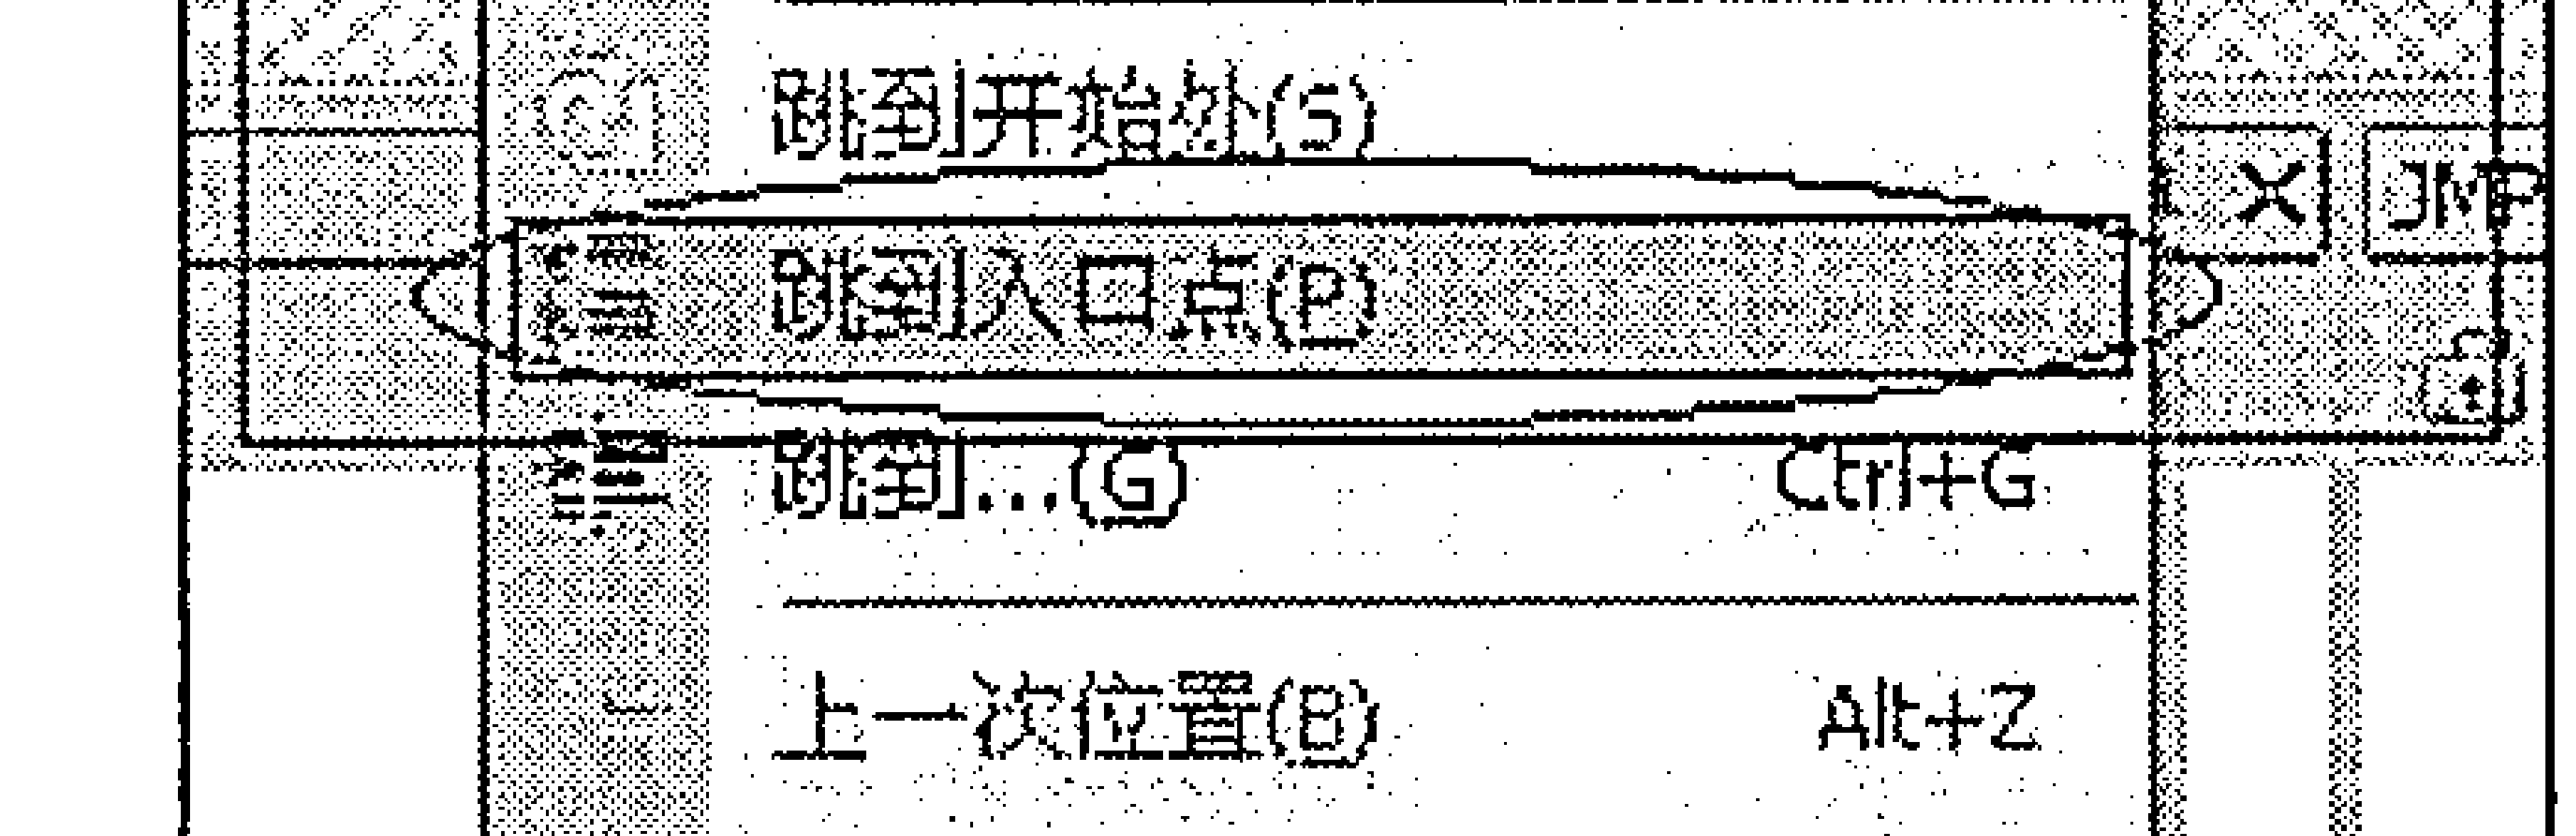 跳到开始处(S)
X JMP
跳到入口点(P)
跳到...(G) Ctrl+G
上一次位置(B) Alt+Z